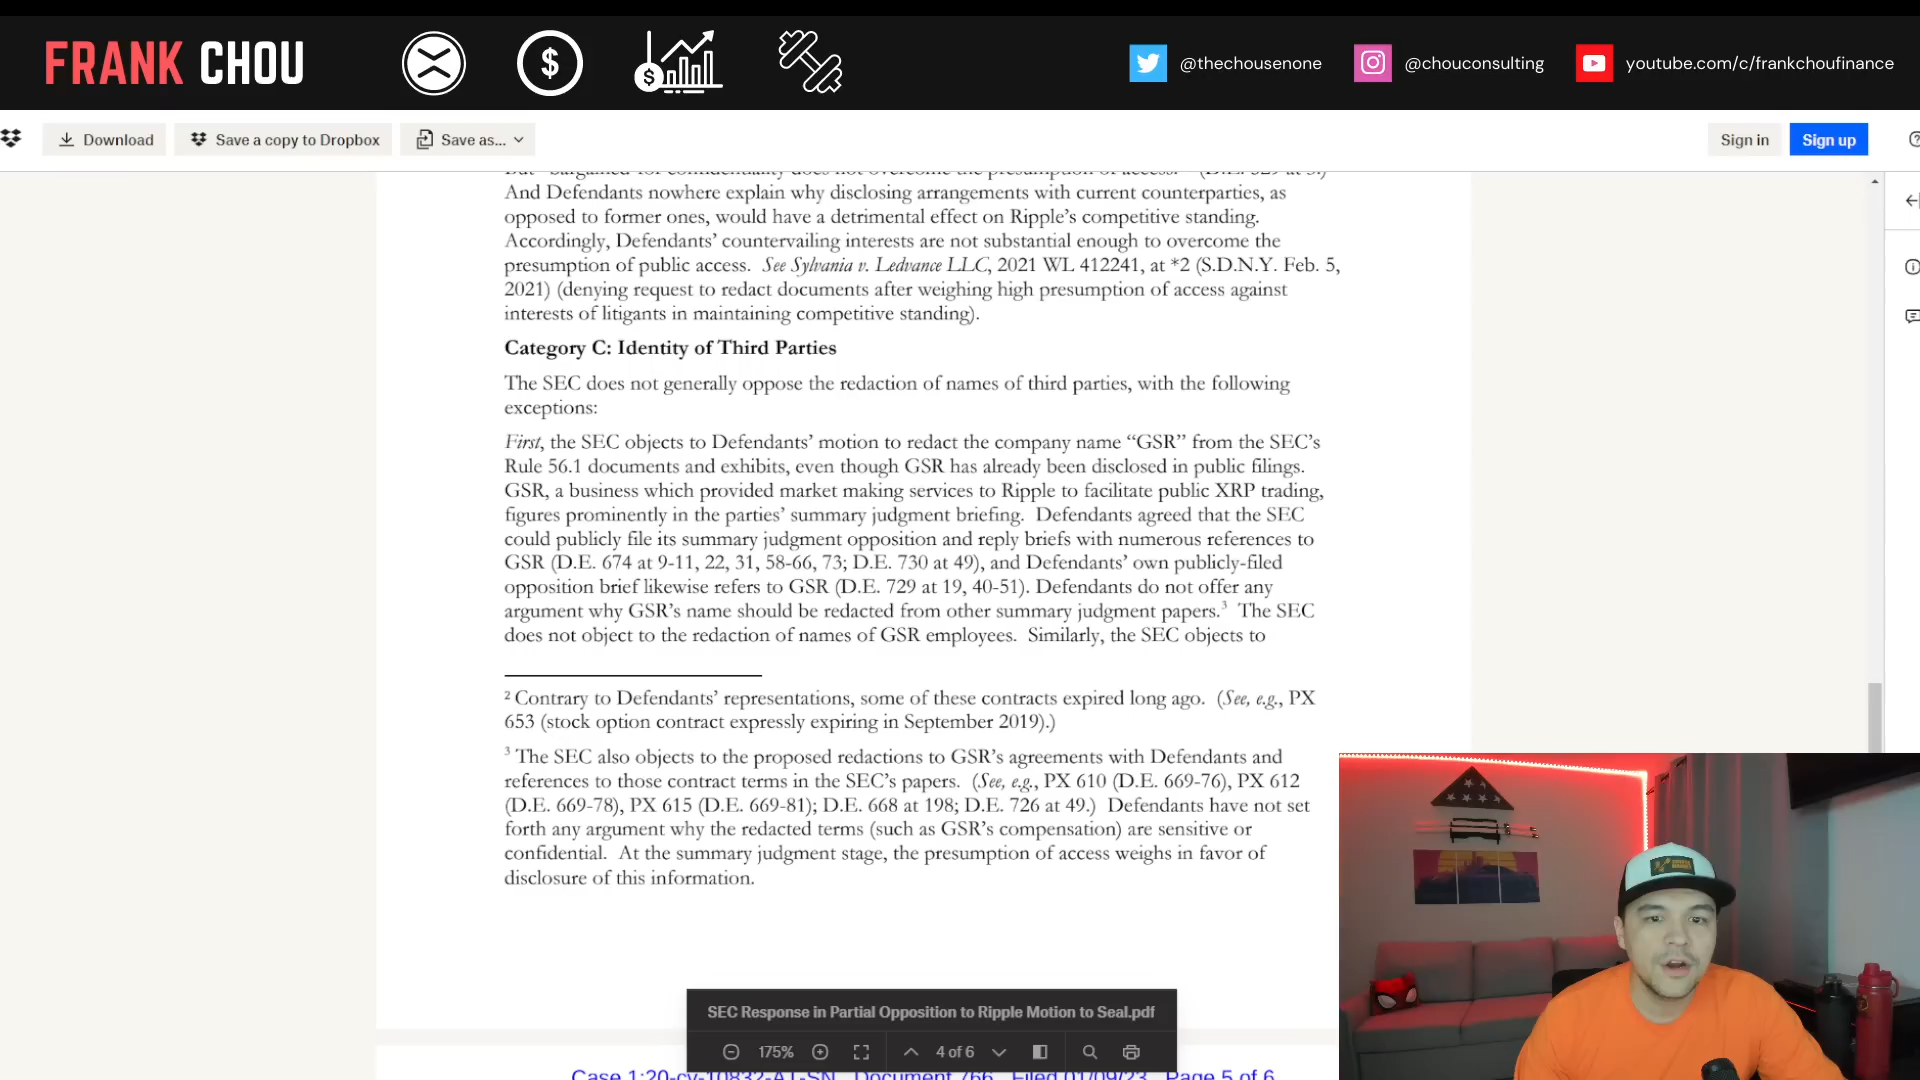 FRANK CHOU
@thechousenone
@chouconsulting
youtube.com/c/frankchoufinance
Download
Save a copy to Dropbox
Save as...
Sign in
Sign up
And Defendants nowhere explain why disclosing arrangements with current counterparties, as
opposed to former ones, would have a detrimental effect on Ripple's competitive standing.
Accordingly, Defendants' countervailing interests are not substantial enough to overcome the
presumption of public access. See Sylvania v. Ledvance LLC, 2021 WL 412241, at *2 (S.D.N.Y. Feb. 5,
2021) (denying request to redact documents after weighing high presumption of access against
interests of litigants in maintaining competitive standing).
Category C: Identity of Third Parties
The SEC does not generally oppose the redaction of names of third parties, with the following
exceptions:
First, the SEC objects to Defendants' motion to redact the company name “GSR” from the SEC's
Rule 56.1 documents and exhibits, even though GSR has already been disclosed in public filings.
GSR, a business which provided market making services to Ripple to facilitate public XRP trading,
figures prominently in the parties' summary judgment briefing. Defendants agreed that the SEC
could publicly file its summary judgment opposition and reply briefs with numerous references to
GSR (D.E. 674 at 9-11, 22, 31, 58-66, 73; D.E. 730 at 49), and Defendants' own publicly-filed
opposition brief likewise refers to GSR (D.E. 729 at 19, 40-51). Defendants do not offer any
argument why GSR's name should be redacted from other summary judgment papers.³ The SEC
does not object to the redaction of names of GSR employees. Similarly, the SEC objects to
² Contrary to Defendants' representations, some of these contracts expired long ago. (See, e.g., PX
653 (stock option contract expressly expiring in September 2019).)
³ The SEC also objects to the proposed redactions to GSR's agreements with Defendants and
references to those contract terms in the SEC's papers. (See, e.g., PX 610 (D.E. 669-76), PX 612
(D.E. 669-78), PX 615 (D.E. 669-81); D.E. 668 at 198; D.E. 726 at 49.) Defendants have not set
forth any argument why the redacted terms (such as GSR's compensation) are sensitive or
confidential. At the summary judgment stage, the presumption of access weighs in favor of
disclosure of this information.
SEC Response in Partial Opposition to Ripple Motion to Seal.pdf
175%
4 of 6
Case 1:20-cv-10832-AT-SN Document 766 Filed 01/09/23 Page 5 of 6